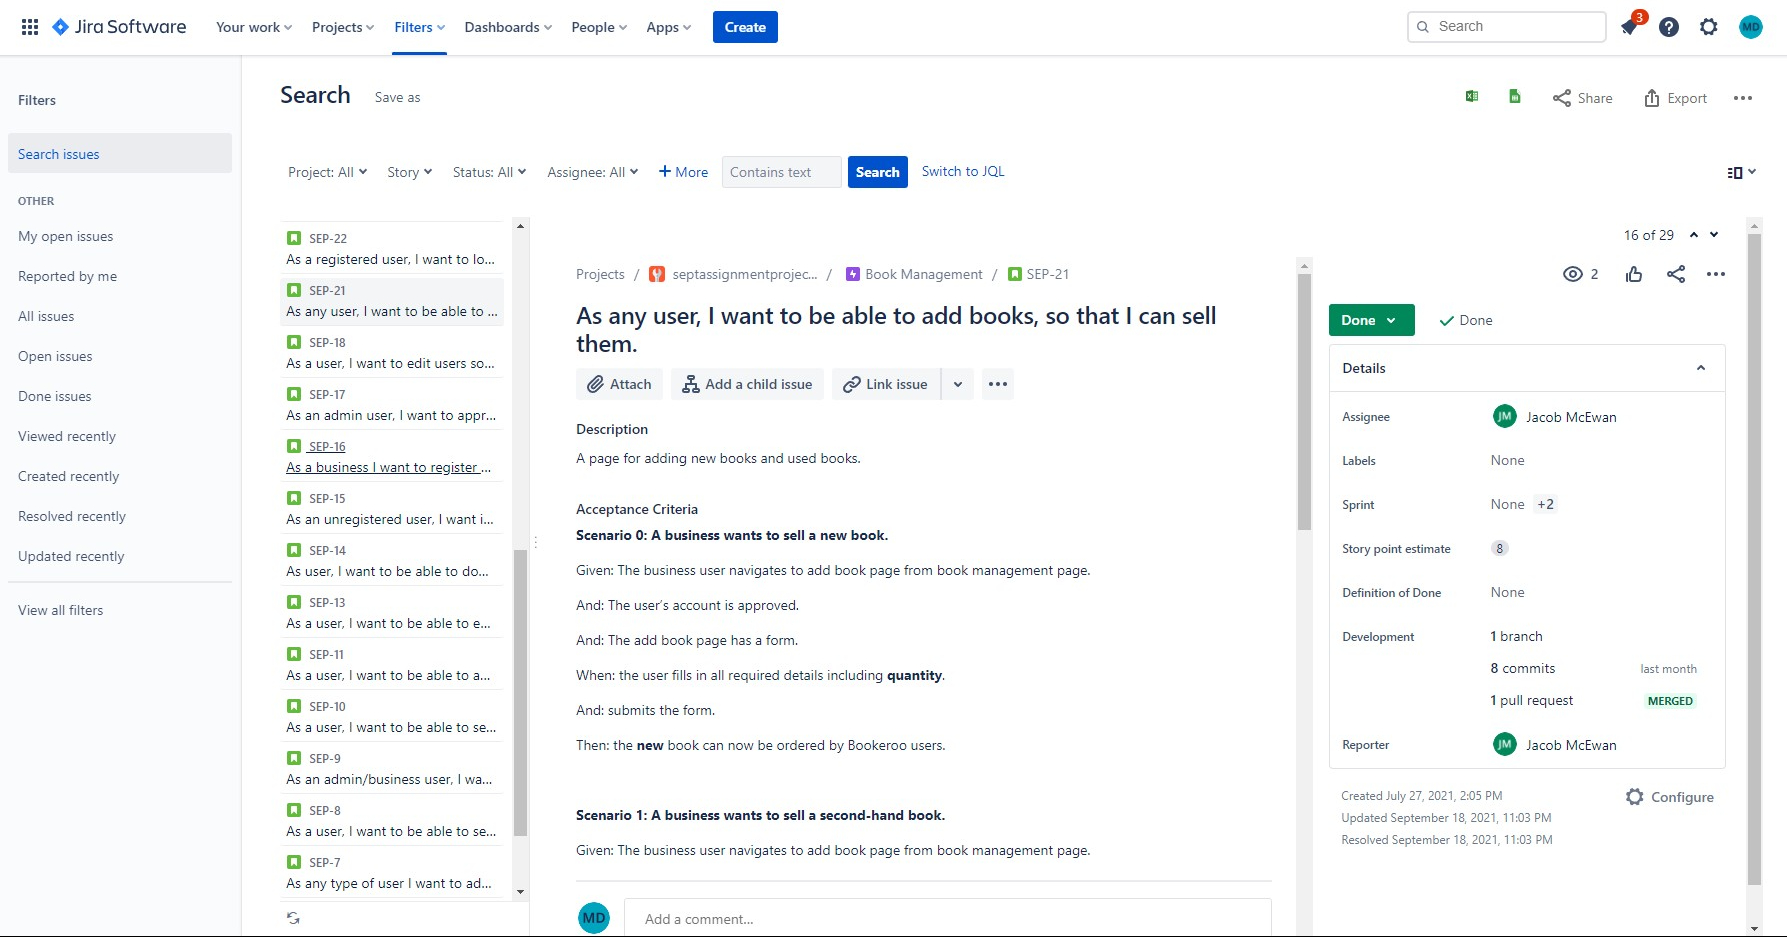 Jira Software
Your work
Projects
Filters
Dashboards
People
Apps
Create
Search
3
MD
Filters
Search issues
OTHER
My open issues
Reported by me
All issues
Open issues
Done issues
Viewed recently
Created recently
Resolved recently
Updated recently
View all filters
Search
Save as
Share
Export
Project: All
Story
Status: All
Assignee: All
+ More
Contains text
Search
Switch to JQL
SEP-22
As a registered user, I want to lo...
SEP-21
As any user, I want to be able to ...
SEP-18
As a user, I want to edit users so...
SEP-17
As an admin user, I want to appr...
SEP-16
As a business I want to register ...
SEP-15
As an unregistered user, I want i...
SEP-14
As user, I want to be able to do...
SEP-13
As a user, I want to be able to e...
SEP-11
As a user, I want to be able to a...
SEP-10
As a user, I want to be able to se...
SEP-9
As an admin/business user, I wa...
SEP-8
As a user, I want to be able to se...
SEP-7
As any type of user I want to ad...
16 of 29
Projects / septassignmentprojec... / Book Management / SEP-21
2
As any user, I want to be able to add books, so that I can sell
them.
Attach
Add a child issue
Link issue
Description
A page for adding new books and used books.
Acceptance Criteria
Scenario 0: A business wants to sell a new book.
Given: The business user navigates to add book page from book management page.
And: The user's account is approved.
And: The add book page has a form.
When: the user fills in all required details including quantity.
And: submits the form.
Then: the new book can now be ordered by Bookeroo users.
Scenario 1: A business wants to sell a second-hand book.
Given: The business user navigates to add book page from book management page.
MD
Add a comment...
Done
Done
Details
Assignee
JM Jacob McEwan
Labels
None
Sprint
None +2
Story point estimate
8
Definition of Done
None
Development
1 branch
8 commits
last month
1 pull request
MERGED
Reporter
JM Jacob McEwan
Created July 27, 2021, 2:05 PM
Updated September 18, 2021, 11:03 PM
Resolved September 18, 2021, 11:03 PM
Configure